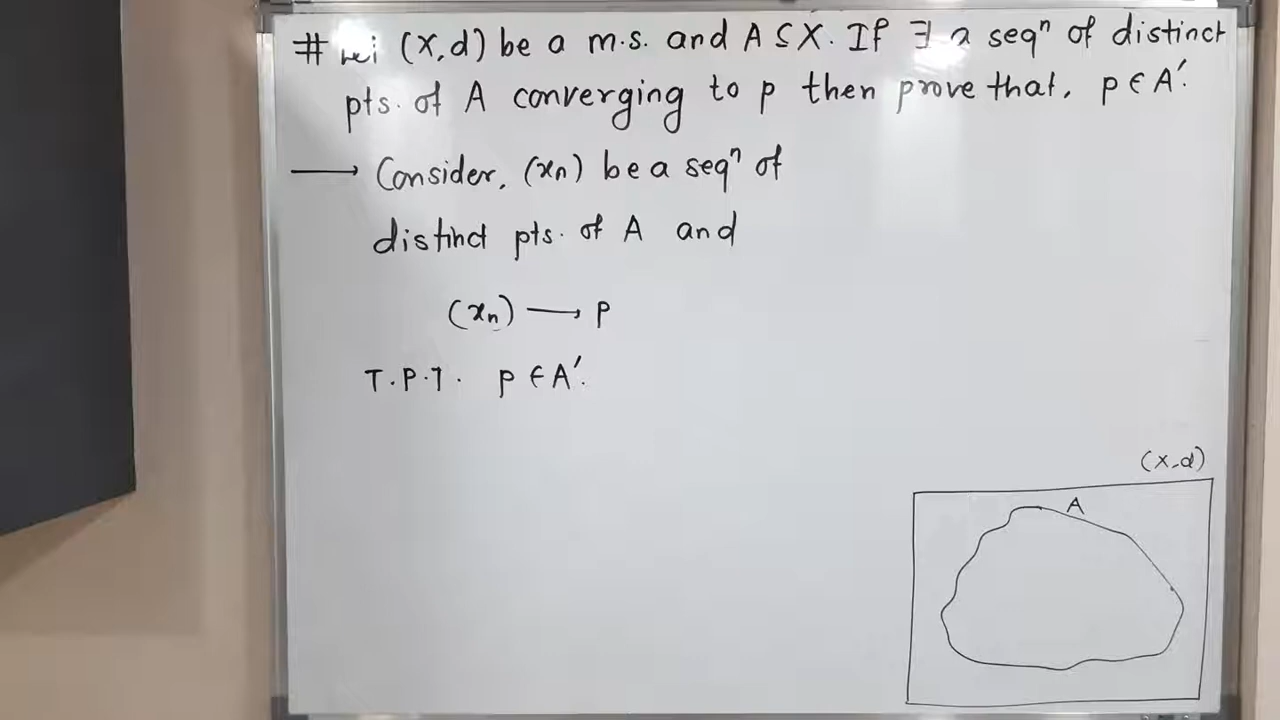 # Let (X,d) be a m.s. and A ⊆ X. If ∃ a seqⁿ of distinct
pts. of A converging to p then prove that, p ∈ A'.
⟶ Consider, (xₙ) be a seqⁿ of
distinct pts. of A and
(xₙ) ⟶ p
T.P.T. p ∈ A'.
(X,d)
A